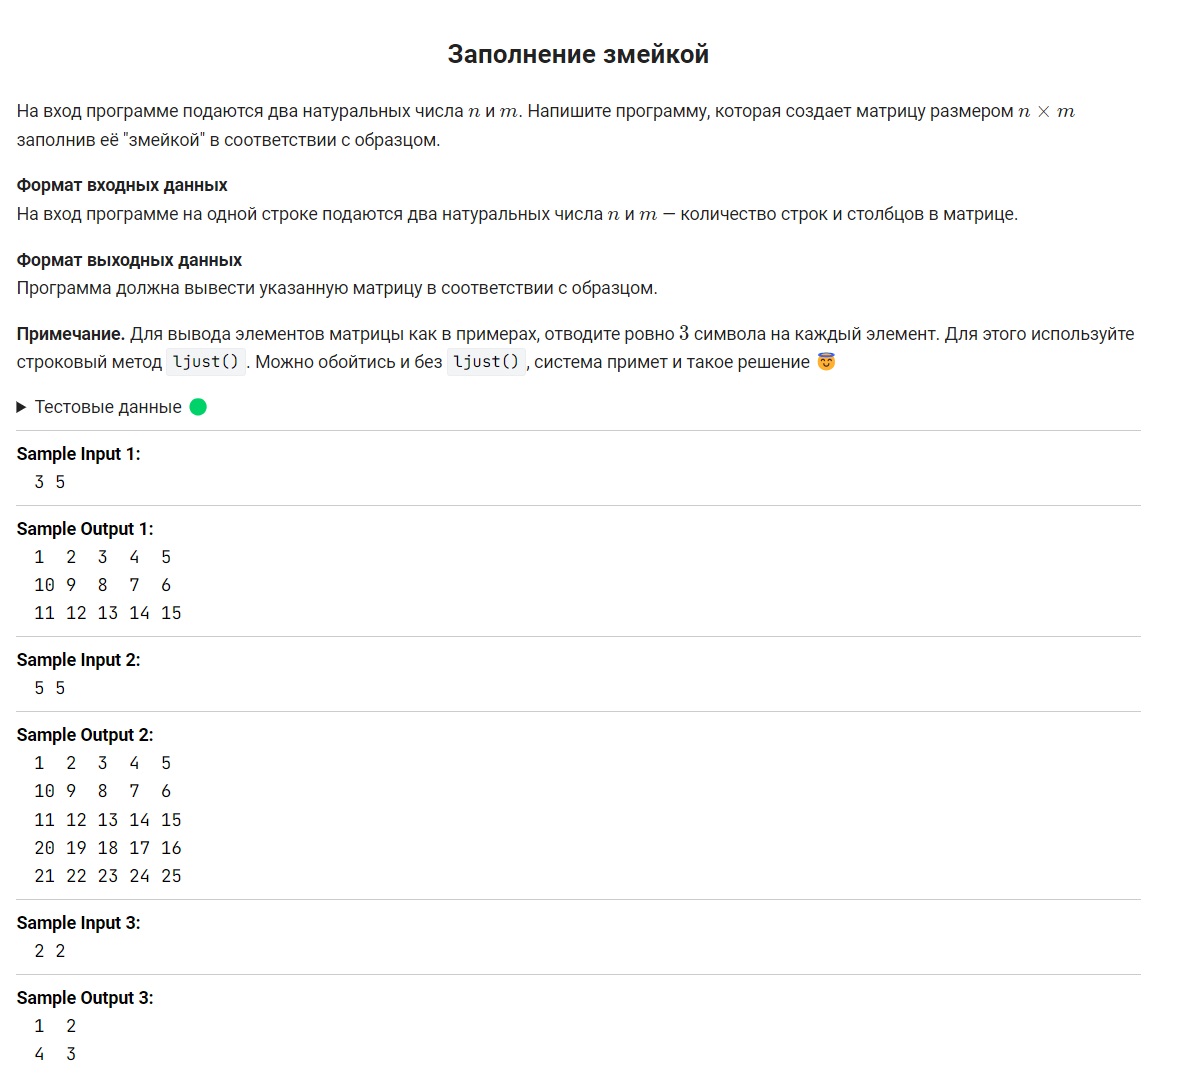 Заполнение змейкой
На вход программе подаются два натуральных числа n и m. Напишите программу, которая создает матрицу размером n × m
заполнив её "змейкой" в соответствии с образцом.
Формат входных данных
На вход программе на одной строке подаются два натуральных числа n и m — количество строк и столбцов в матрице.
Формат выходных данных
Программа должна вывести указанную матрицу в соответствии с образцом.
Примечание. Для вывода элементов матрицы как в примерах, отводите ровно 3 символа на каждый элемент. Для этого используйте
строковый метод ljust(). Можно обойтись и без ljust(), система примет и такое решение 😇
▶ Тестовые данные 🟢
Sample Input 1:
3 5
Sample Output 1:
1  2  3  4  5
10 9  8  7  6
11 12 13 14 15
Sample Input 2:
5 5
Sample Output 2:
1  2  3  4  5
10 9  8  7  6
11 12 13 14 15
20 19 18 17 16
21 22 23 24 25
Sample Input 3:
2 2
Sample Output 3:
1  2
4  3